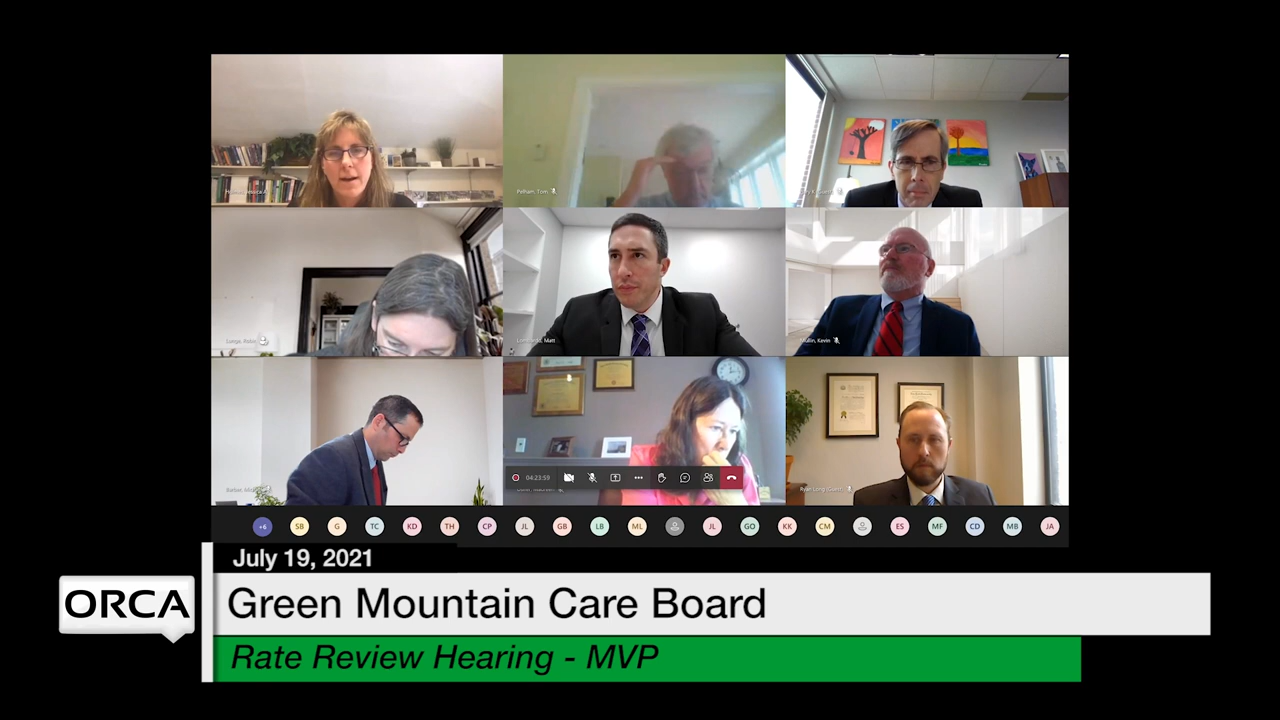 Pelham, Tom
Lunge, Robin
Lombardo, Matt
Mullin, Kevin
Barber, Mich
Ryan Long (Guest)
04:23:59
+6 SB G TC KD TH CP JL GB LB ML JL GO KK CM ES MF CD MB JA
July 19, 2021
ORCA
Green Mountain Care Board
Rate Review Hearing - MVP